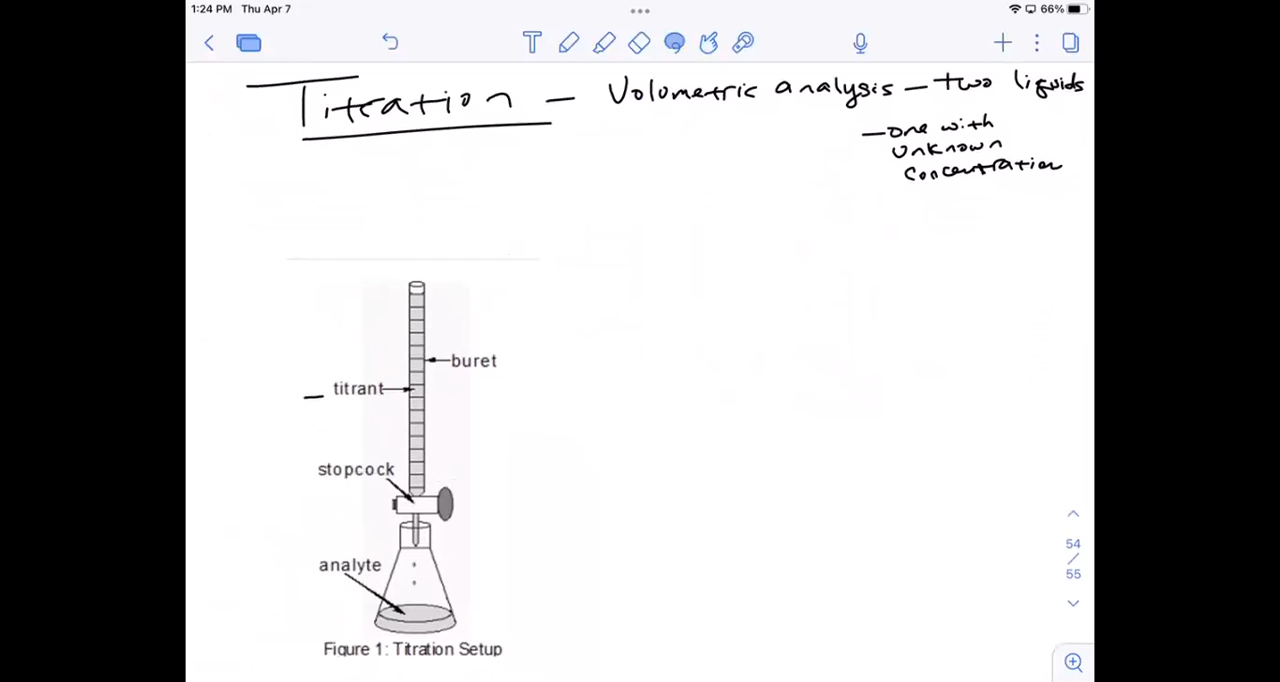 1:24 PM Thu Apr 7
66%
Titration — Volometric analysis — two liquids
— one with
unknown
concentration
buret
titrant
stopcock
analyte
Figure 1: Titration Setup
54
/
55